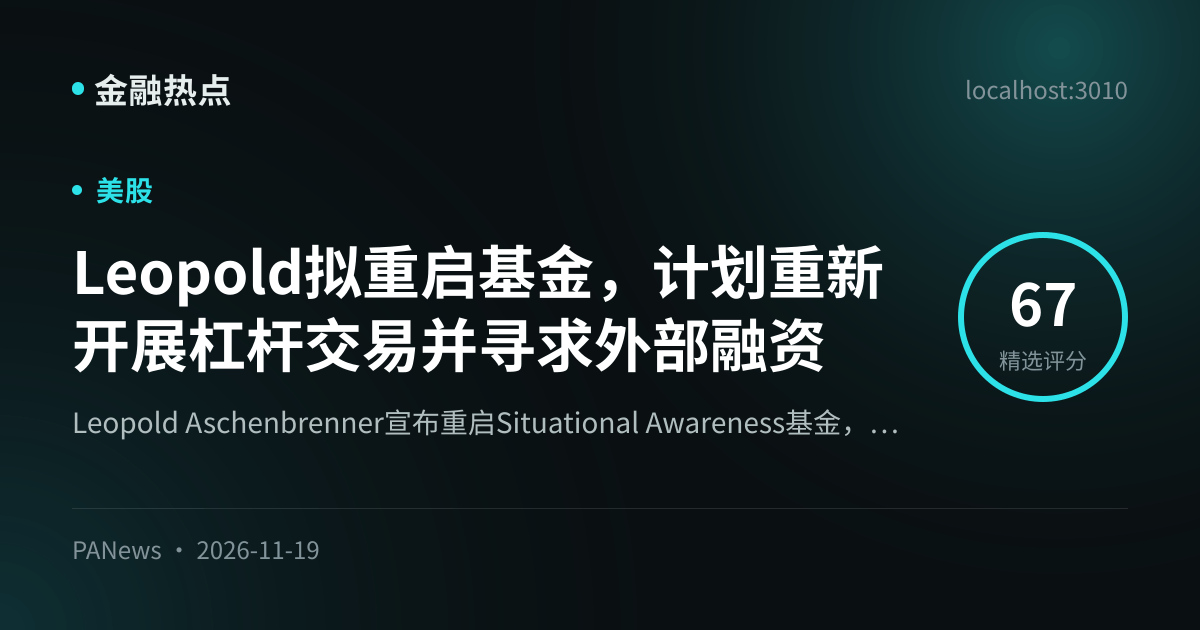 金融热点
localhost:3010
美股
Leopold拟重启基金，计划重新
开展杠杆交易并寻求外部融资
67
精选评分
Leopold Aschenbrenner宣布重启Situational Awareness基金，…
PANews · 2026-11-19